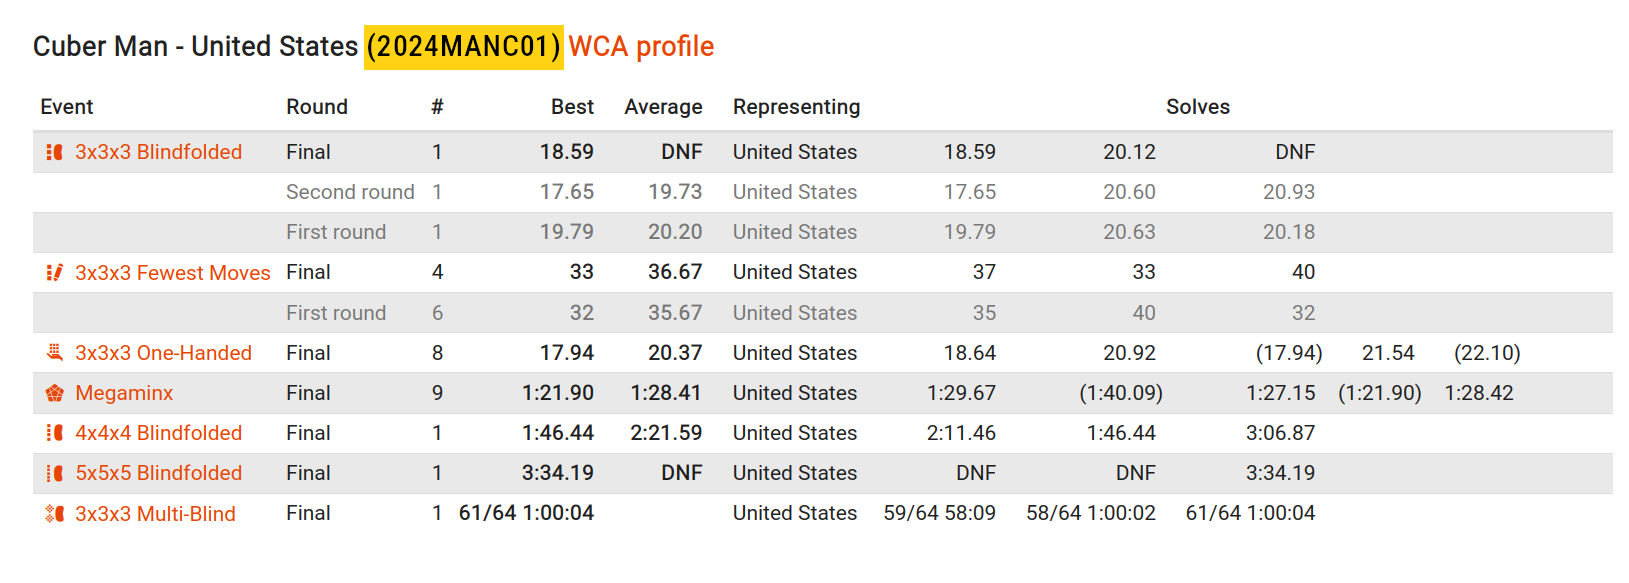 Cuber Man - United States (2024MANC01) WCA profile
Event Round # Best Average Representing Solves
3x3x3 Blindfolded Final 1 18.59 DNF United States 18.59 20.12 DNF
Second round 1 17.65 19.73 United States 17.65 20.60 20.93
First round 1 19.79 20.20 United States 19.79 20.63 20.18
3x3x3 Fewest Moves Final 4 33 36.67 United States 37 33 40
First round 6 32 35.67 United States 35 40 32
3x3x3 One-Handed Final 8 17.94 20.37 United States 18.64 20.92 (17.94) 21.54 (22.10)
Megaminx Final 9 1:21.90 1:28.41 United States 1:29.67 (1:40.09) 1:27.15 (1:21.90) 1:28.42
4x4x4 Blindfolded Final 1 1:46.44 2:21.59 United States 2:11.46 1:46.44 3:06.87
5x5x5 Blindfolded Final 1 3:34.19 DNF United States DNF DNF 3:34.19
3x3x3 Multi-Blind Final 1 61/64 1:00:04 United States 59/64 58:09 58/64 1:00:02 61/64 1:00:04